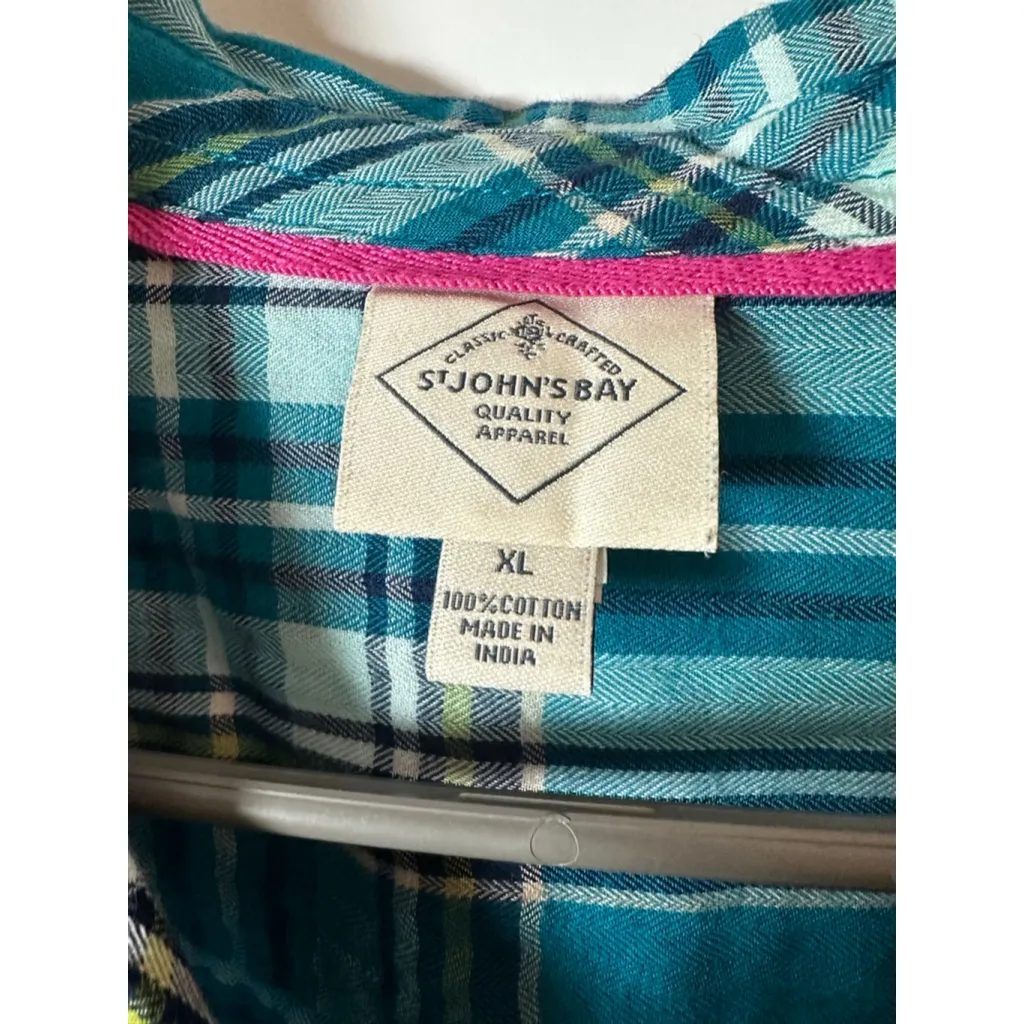 CLASSIC CRAFTED
ST JOHN'S BAY
QUALITY
APPAREL
XL
100% COTTON
MADE IN
INDIA